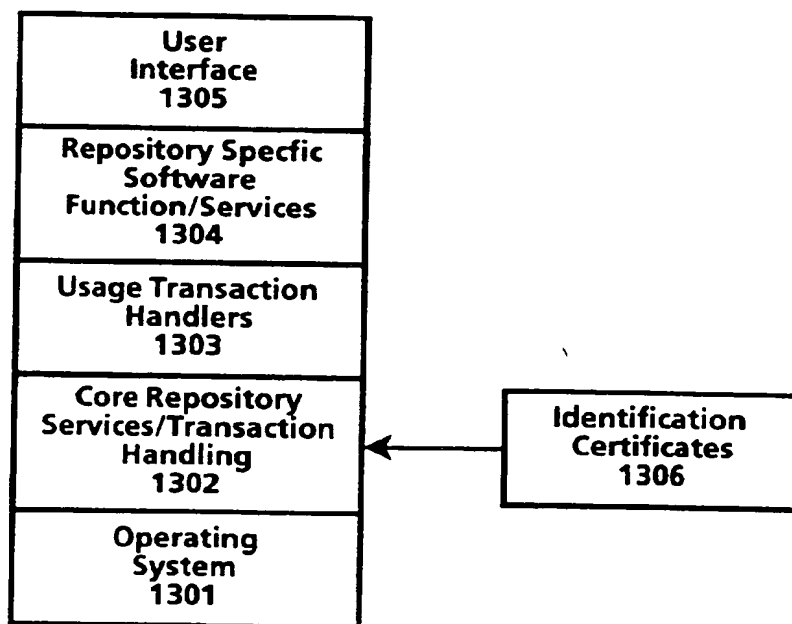 User
Interface
1305
Repository Specfic
Software
Function/Services
1304
Usage Transaction
Handlers
1303
Core Repository
Services/Transaction
Handling
1302
Identification
Certificates
1306
Operating
System
1301